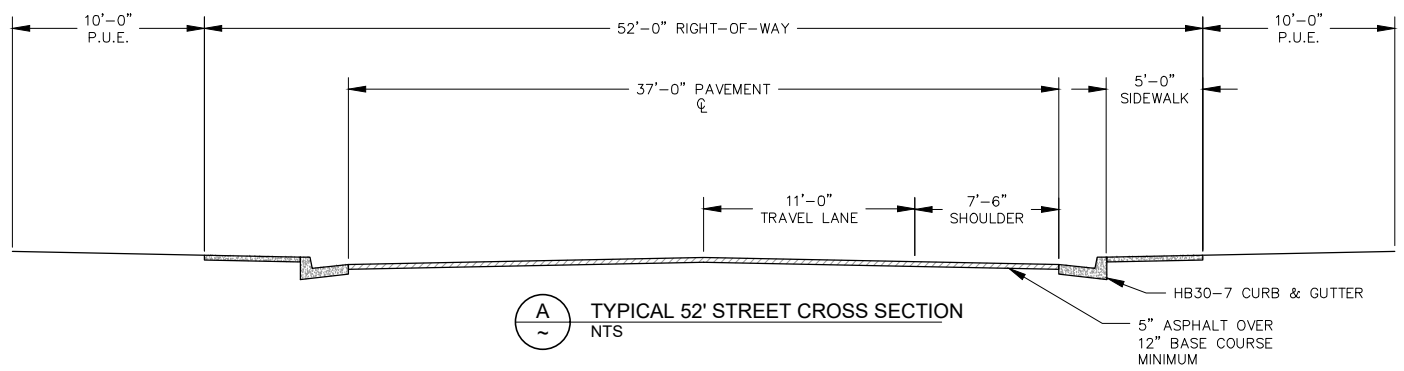 10'-0"
P.U.E.
52'-0" RIGHT-OF-WAY
10'-0"
P.U.E.
37'-0" PAVEMENT
℄
5'-0"
SIDEWALK
11'-0"
TRAVEL LANE
7'-6"
SHOULDER
HB30-7 CURB & GUTTER
5" ASPHALT OVER
12" BASE COURSE
MINIMUM
A
~
TYPICAL 52' STREET CROSS SECTION
NTS